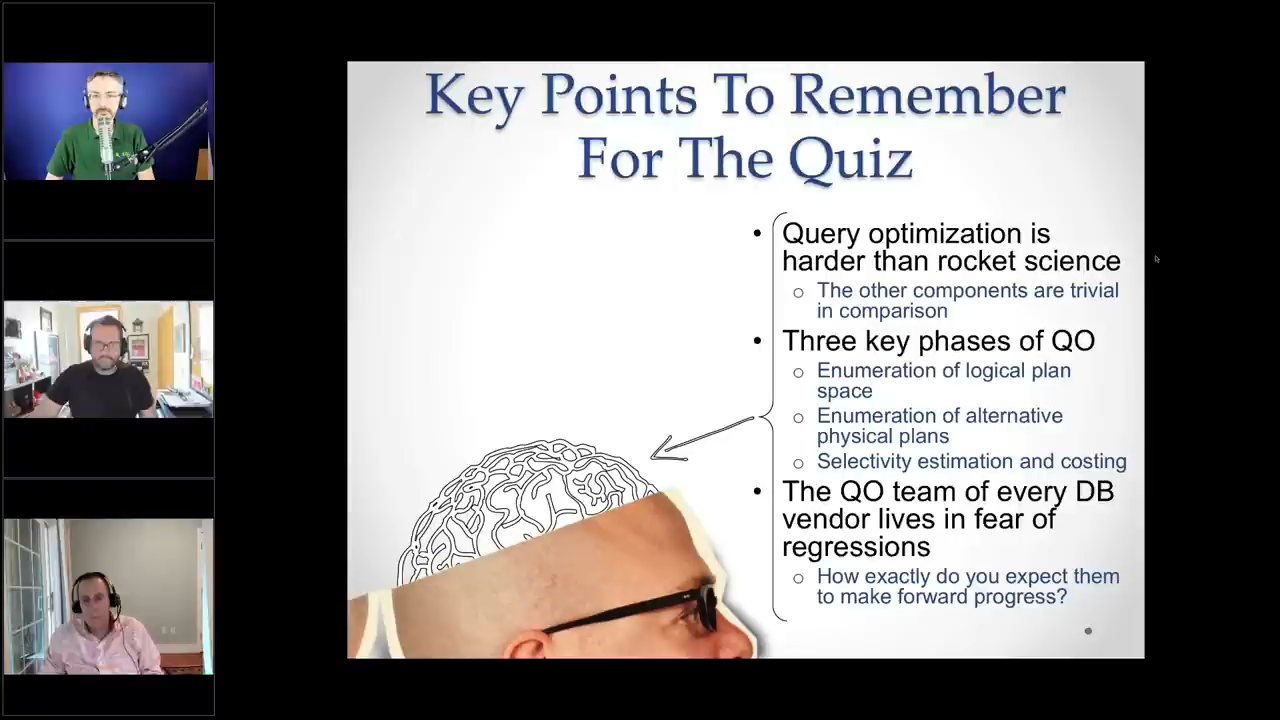 Key Points To Remember
For The Quiz
• Query optimization is
harder than rocket science
o The other components are trivial
in comparison
• Three key phases of QO
o Enumeration of logical plan
space
o Enumeration of alternative
physical plans
o Selectivity estimation and costing
• The QO team of every DB
vendor lives in fear of
regressions
o How exactly do you expect them
to make forward progress?